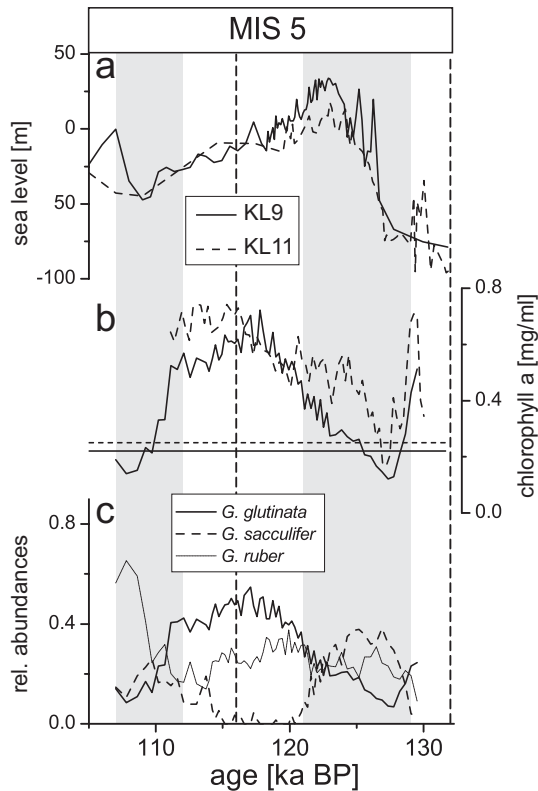 MIS 5
a
50
0
50
-100
sea level [m]
KL9
KL11
b
0.8
0.4
0.0
chlorophyll a [mg/ml]
c
0.8
0.4
0.0
rel. abundances
G. glutinata
G. sacculifer
G. ruber
110
120
130
age [ka BP]